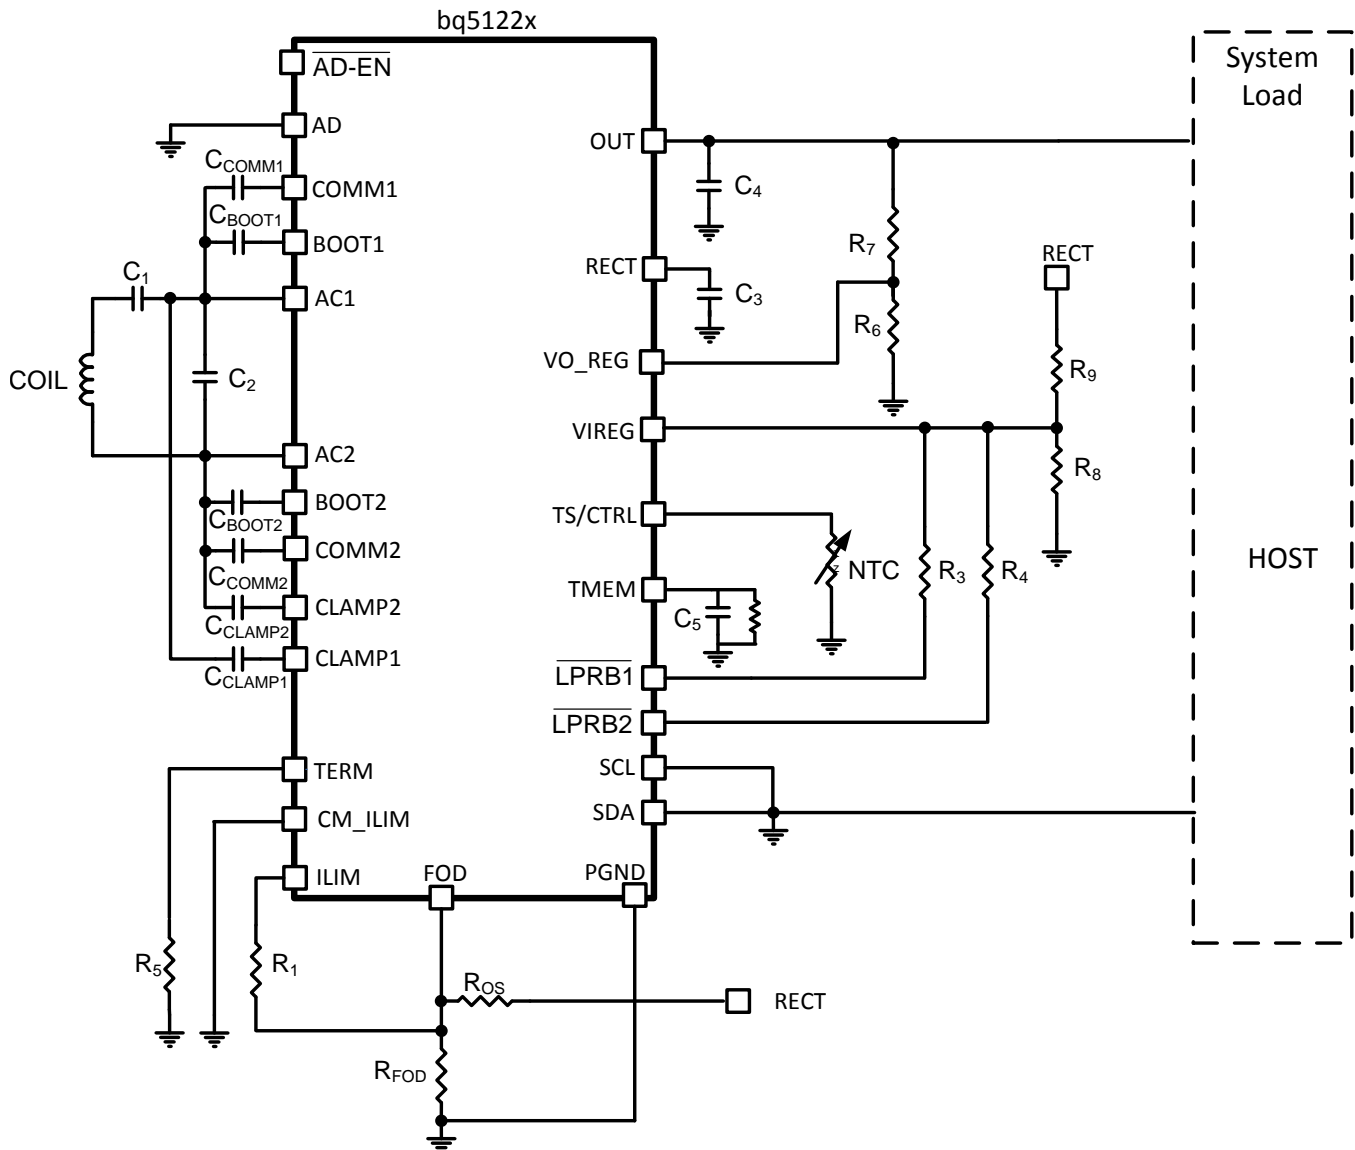 bq5122x
AD-EN
AD
CCOMM1
COMM1
CBOOT1
BOOT1
C1
AC1
COIL
C2
AC2
BOOT2
CBOOT2
COMM2
CCOMM2
CLAMP2
CCLAMP2
CLAMP1
CCLAMP1
TERM
CM_ILIM
ILIM
FOD
PGND
R5
R1
ROS
RECT
RFOD
OUT
C4
R7
RECT
C3
R6
VO_REG
RECT
R9
VIREG
R8
TS/CTRL
NTC
R3
R4
TMEM
C5
LPRB1
LPRB2
SCL
SDA
System
Load
HOST